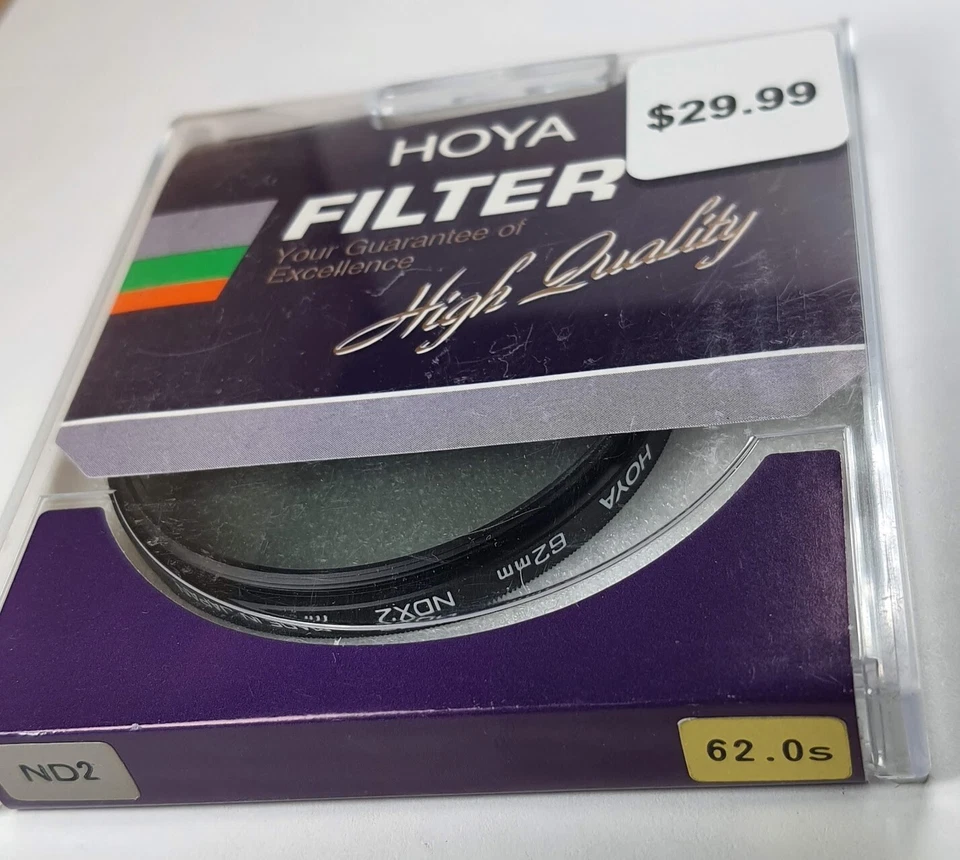 $29.99
HOYA
FILTER
Your Guarantee of
Excellence
High Quality
HOYA
62mm
NDX2
ND2
62.0s